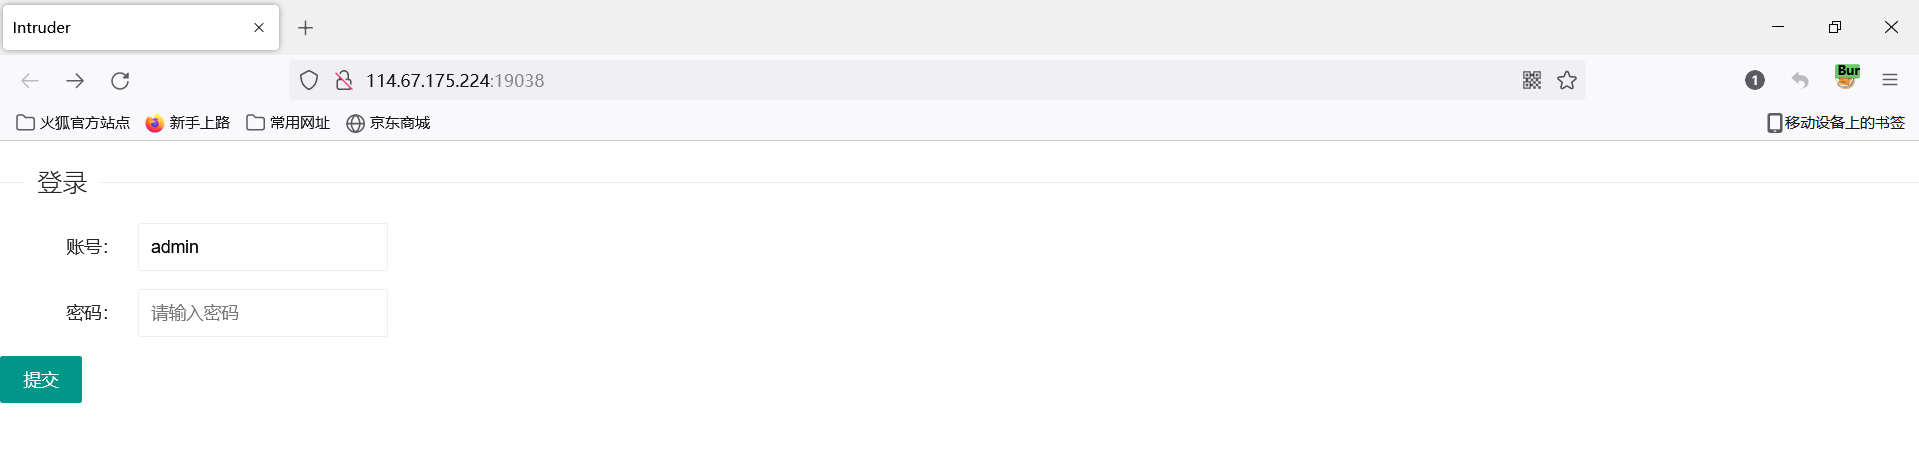 Intruder
114.67.175.224:19038
1
Bur
火狐官方站点 新手上路 常用网址 京东商城 移动设备上的书签
登录
账号： admin
密码： 请输入密码
提交